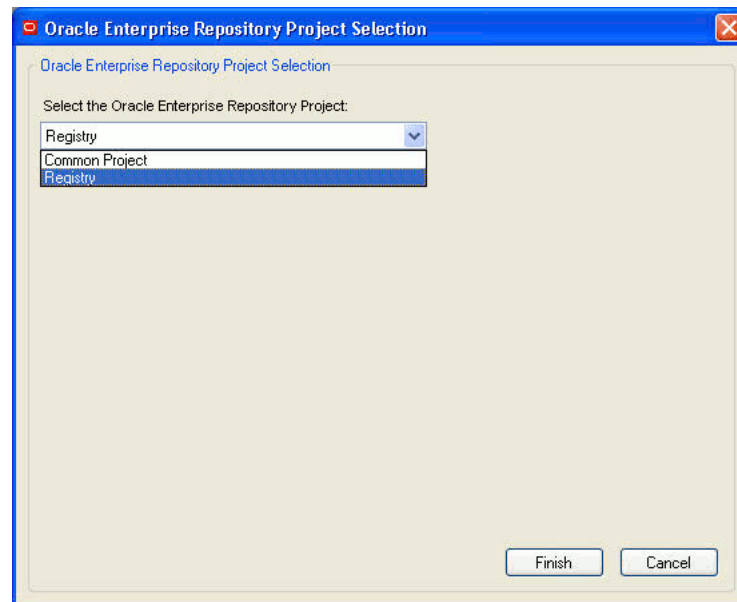 Oracle Enterprise Repository Project Selection
Oracle Enterprise Repository Project Selection
Select the Oracle Enterprise Repository Project:
Registry
Common Project
Registry
Finish
Cancel